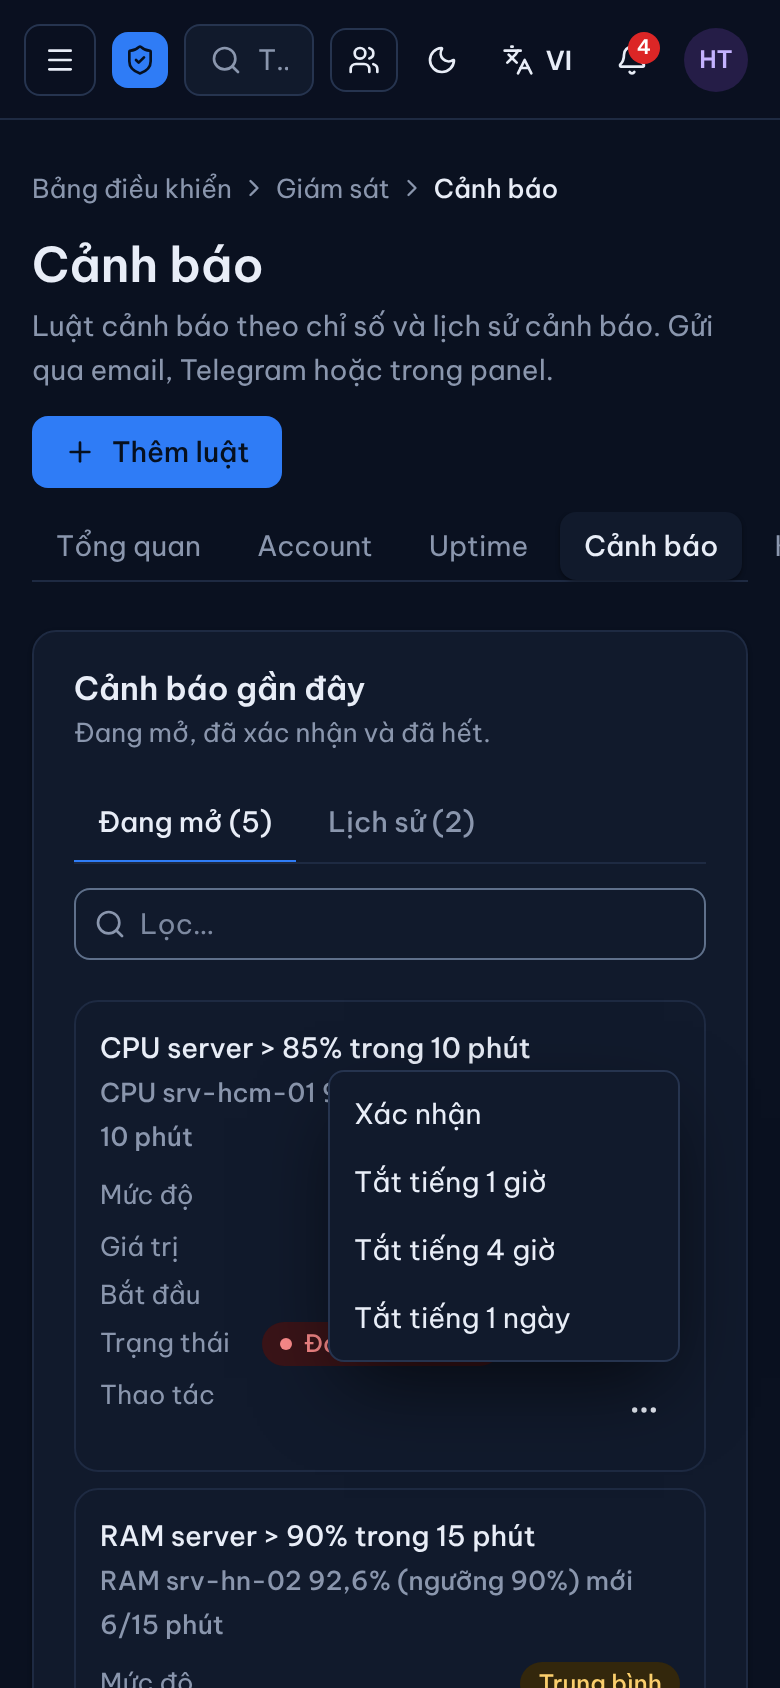 T..
VI
4
HT
Bảng điều khiển > Giám sát > Cảnh báo
Cảnh báo
Luật cảnh báo theo chỉ số và lịch sử cảnh báo. Gửi
qua email, Telegram hoặc trong panel.
+ Thêm luật
Tổng quan Account Uptime Cảnh báo
Cảnh báo gần đây
Đang mở, đã xác nhận và đã hết.
Đang mở (5) Lịch sử (2)
Lọc...
CPU server > 85% trong 10 phút
CPU srv-hcm-01
10 phút
Mức độ
Giá trị
Bắt đầu
Trạng thái
Thao tác
Xác nhận
Tắt tiếng 1 giờ
Tắt tiếng 4 giờ
Tắt tiếng 1 ngày
RAM server > 90% trong 15 phút
RAM srv-hn-02 92,6% (ngưỡng 90%) mới
6/15 phút
Mức độ Trung bình